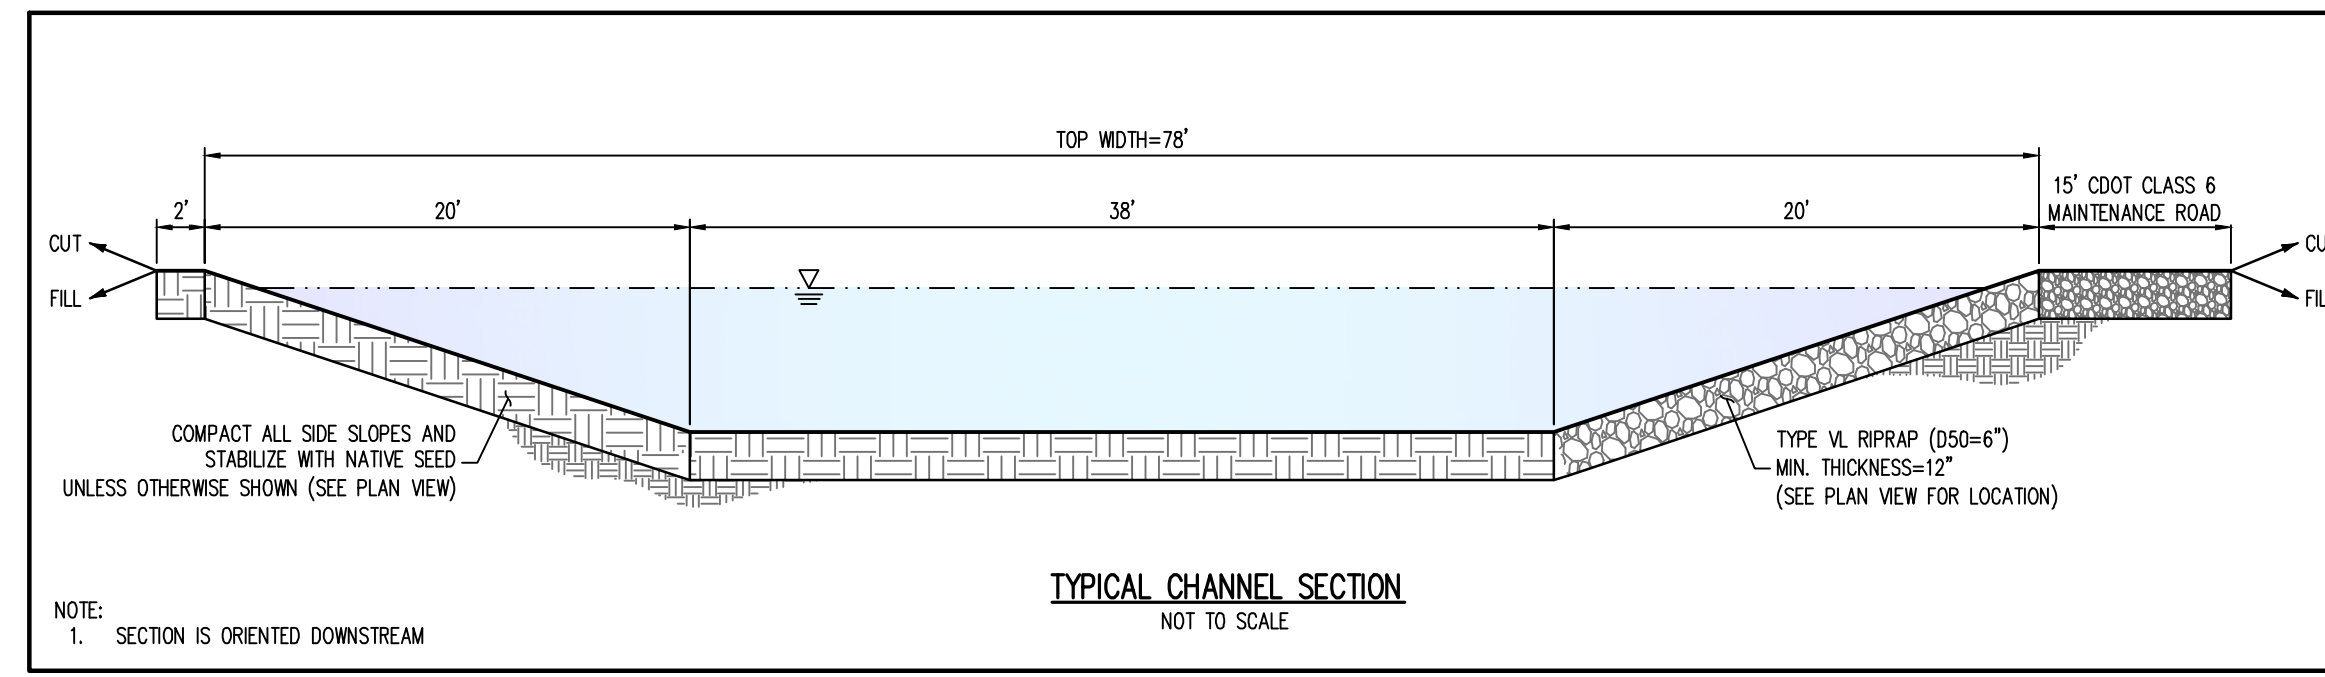 TOP WIDTH=78'
15' CDOT CLASS 6
MAINTENANCE ROAD
2'
20'
38'
20'
CUT
FILL
CU
FIL
COMPACT ALL SIDE SLOPES AND
STABILIZE WITH NATIVE SEED
UNLESS OTHERWISE SHOWN (SEE PLAN VIEW)
TYPE VL RIPRAP (D50=6")
MIN. THICKNESS=12"
(SEE PLAN VIEW FOR LOCATION)
TYPICAL CHANNEL SECTION
NOT TO SCALE
NOTE:
1. SECTION IS ORIENTED DOWNSTREAM